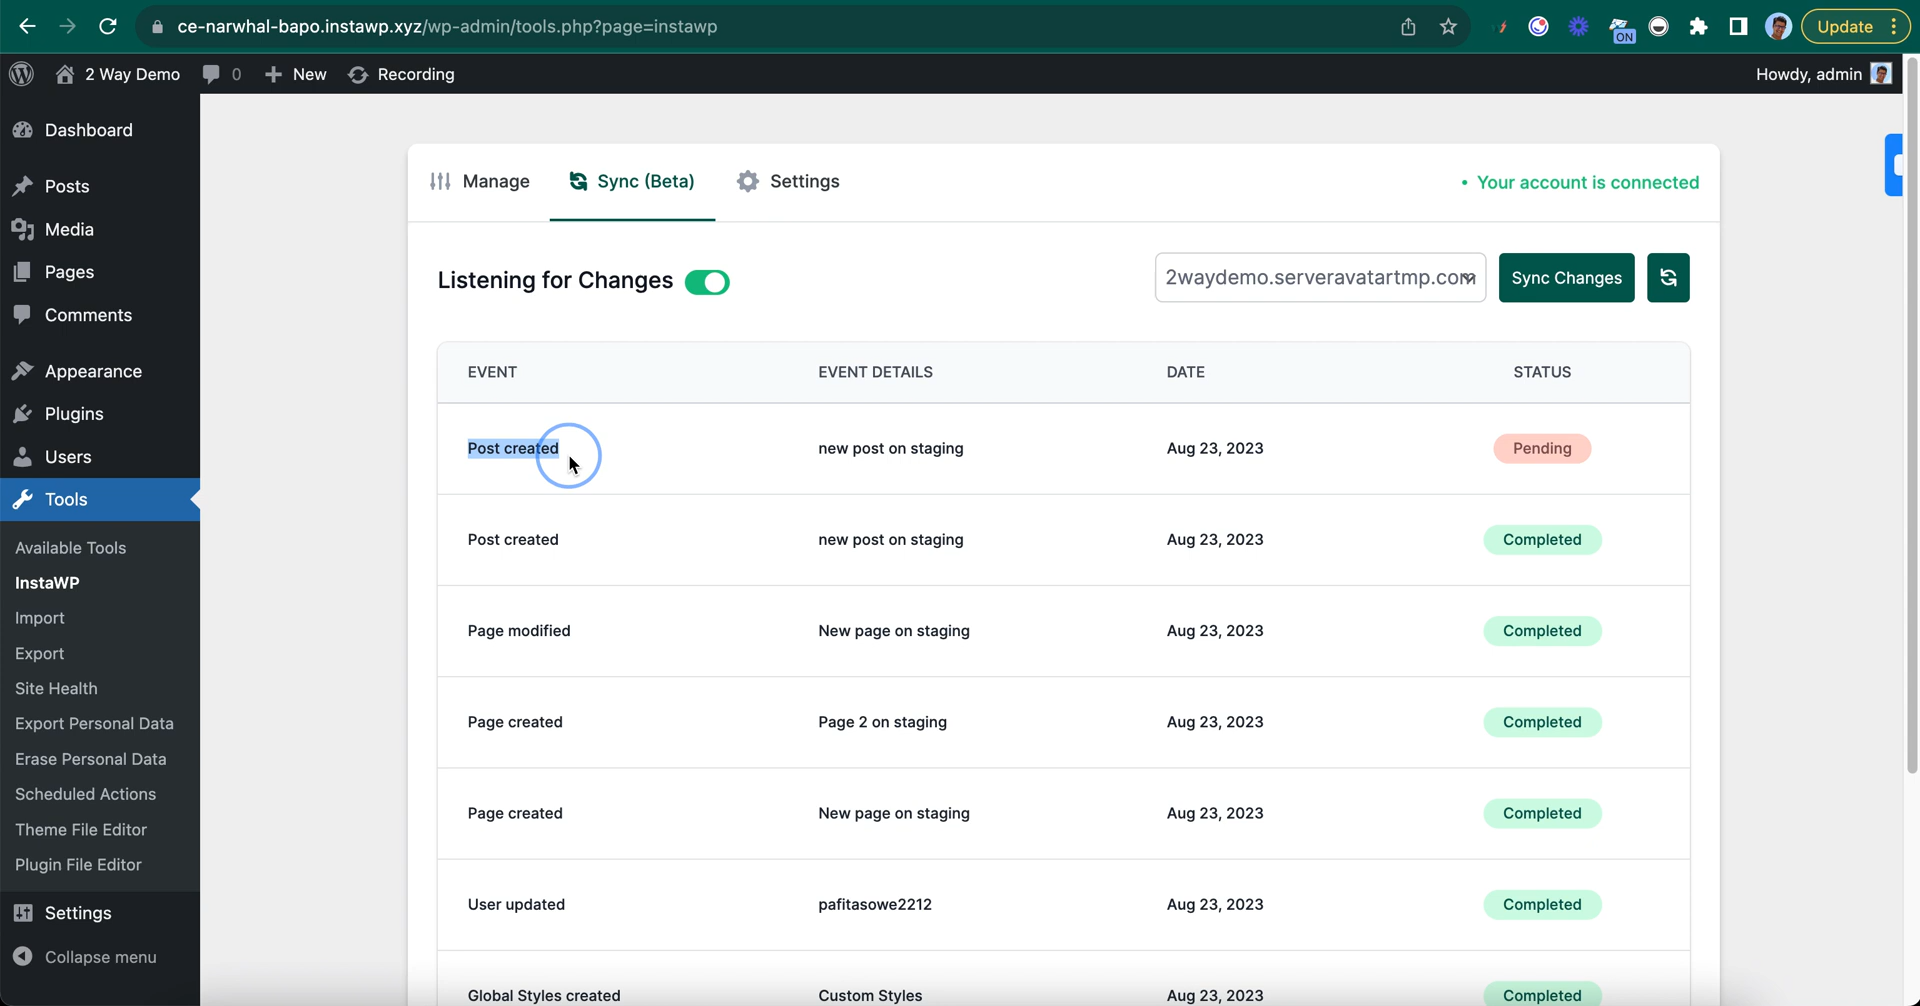 ce-narwhal-bapo.instawp.xyz/wp-admin/tools.php?page=instawp
ON
Update
2 Way Demo
0
New
Recording
Howdy, admin
Dashboard
Posts
Media
Pages
Comments
Appearance
Plugins
Users
Tools
Available Tools
InstaWP
Import
Export
Site Health
Export Personal Data
Erase Personal Data
Scheduled Actions
Theme File Editor
Plugin File Editor
Settings
Collapse menu
Manage
Sync (Beta)
Settings
• Your account is connected
Listening for Changes
2waydemo.serveravatartmp.com
Sync Changes
EVENT EVENT DETAILS DATE STATUS
Post created new post on staging Aug 23, 2023 Pending
Post created new post on staging Aug 23, 2023 Completed
Page modified New page on staging Aug 23, 2023 Completed
Page created Page 2 on staging Aug 23, 2023 Completed
Page created New page on staging Aug 23, 2023 Completed
User updated pafitasowe2212 Aug 23, 2023 Completed
Global Styles created Custom Styles Aug 23, 2023 Completed